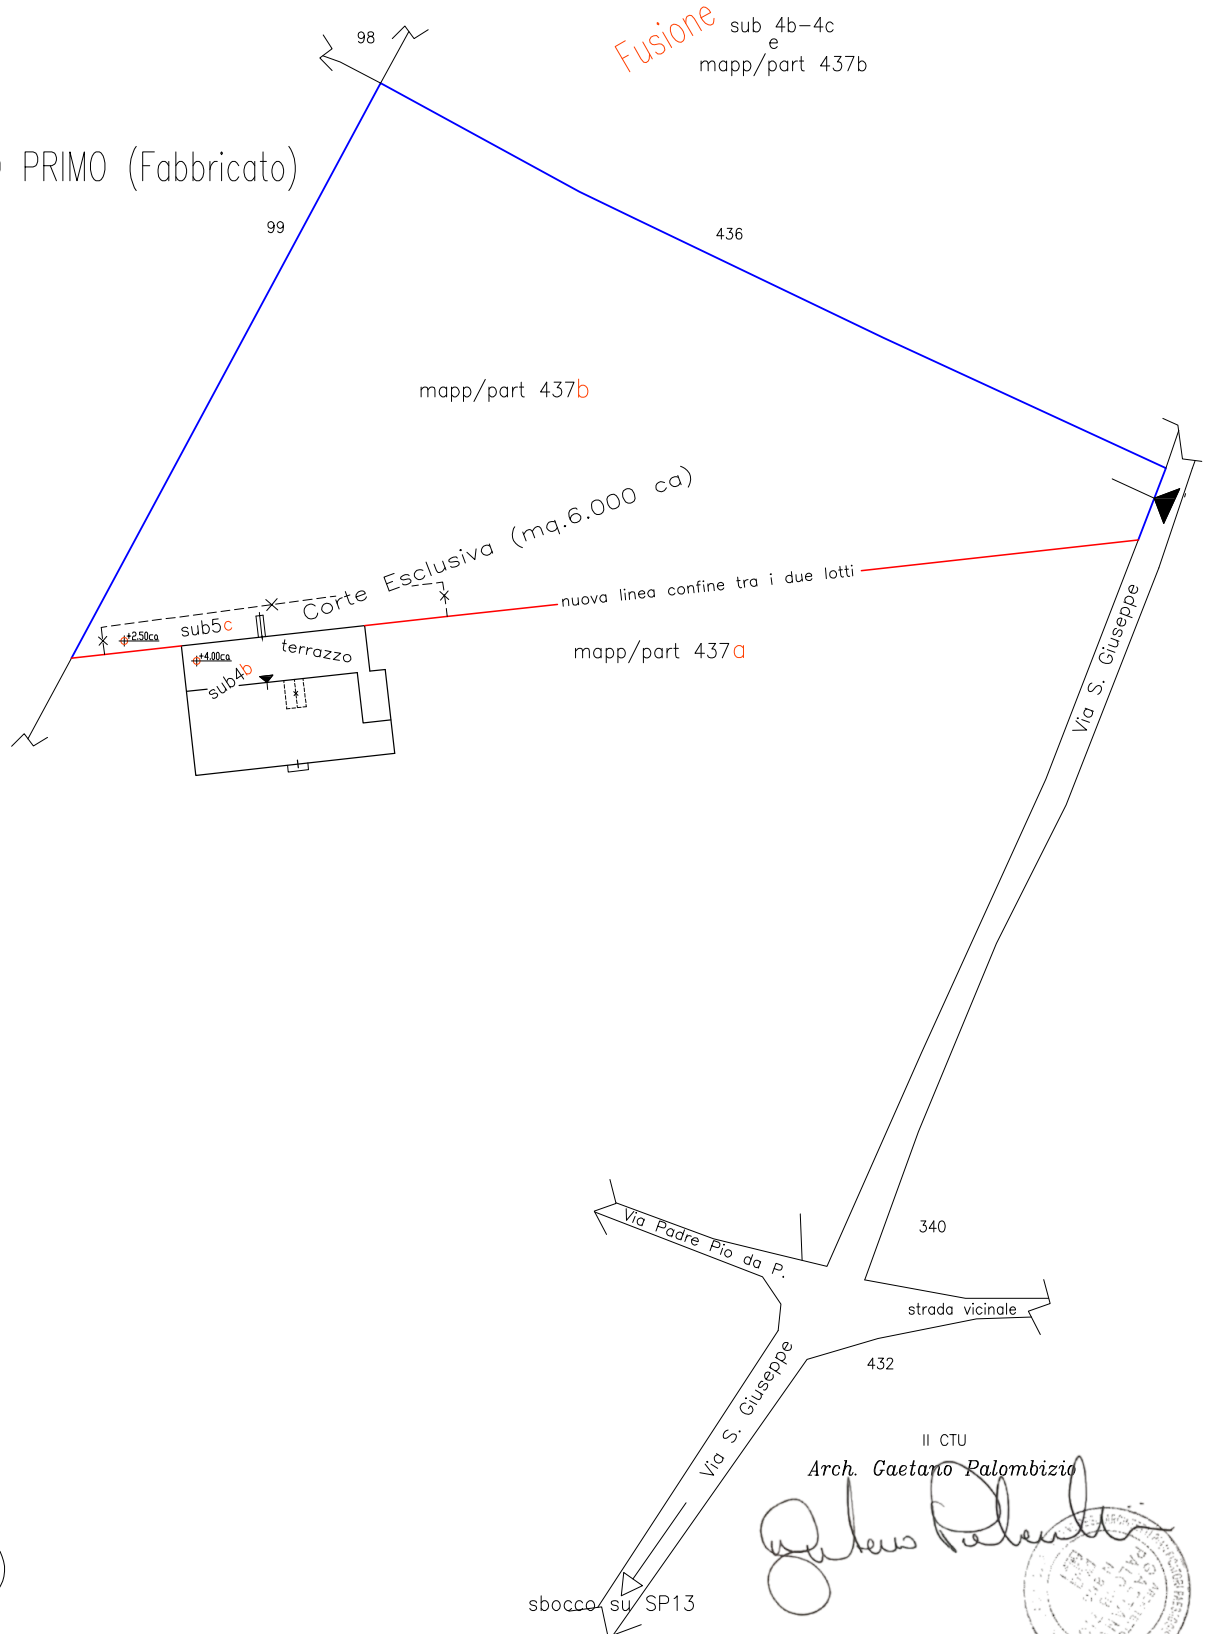 98
Fusione
sub 4b-4c
e
mapp/part 437b
PRIMO (Fabbricato)
99
436
mapp/part 437b
Corte Esclusiva (mq.6.000 ca)
nuova linea confine tra i due lotti
sub5c
+2.50ca
terrazzo
+4.00ca
sub4b
mapp/part 437a
Via S. Giuseppe
Via Padre Pio da P.
340
strada vicinale
432
Via S. Giuseppe
Il CTU
Arch. Gaetano Palombizio
sbocco su SP13